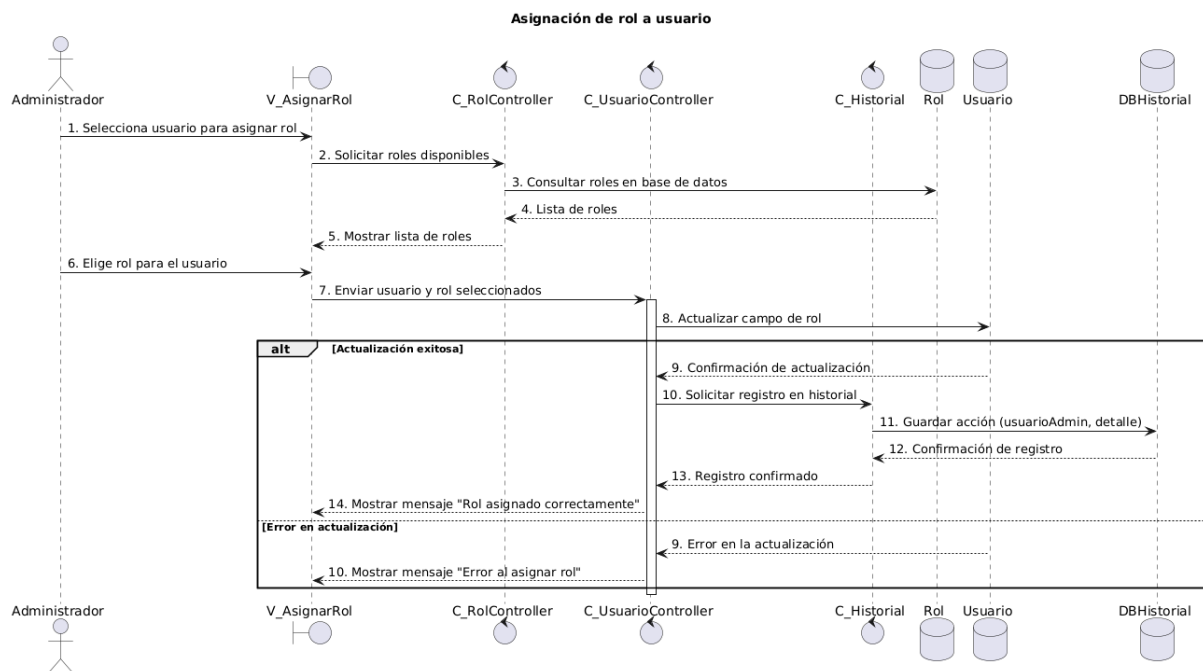 Asignación de rol a usuario
Administrador
V_AsignarRol
C_RolController
C_UsuarioController
C_Historial
Rol
Usuario
DBHistorial
1. Selecciona usuario para asignar rol
2. Solicitar roles disponibles
3. Consultar roles en base de datos
4. Lista de roles
5. Mostrar lista de roles
6. Elige rol para el usuario
7. Enviar usuario y rol seleccionados
8. Actualizar campo de rol
alt
[Actualización exitosa]
9. Confirmación de actualización
10. Solicitar registro en historial
11. Guardar acción (usuarioAdmin, detalle)
12. Confirmación de registro
13. Registro confirmado
14. Mostrar mensaje "Rol asignado correctamente"
[Error en actualización]
9. Error en la actualización
10. Mostrar mensaje "Error al asignar rol"
Administrador
V_AsignarRol
C_RolController
C_UsuarioController
C_Historial
Rol
Usuario
DBHistorial